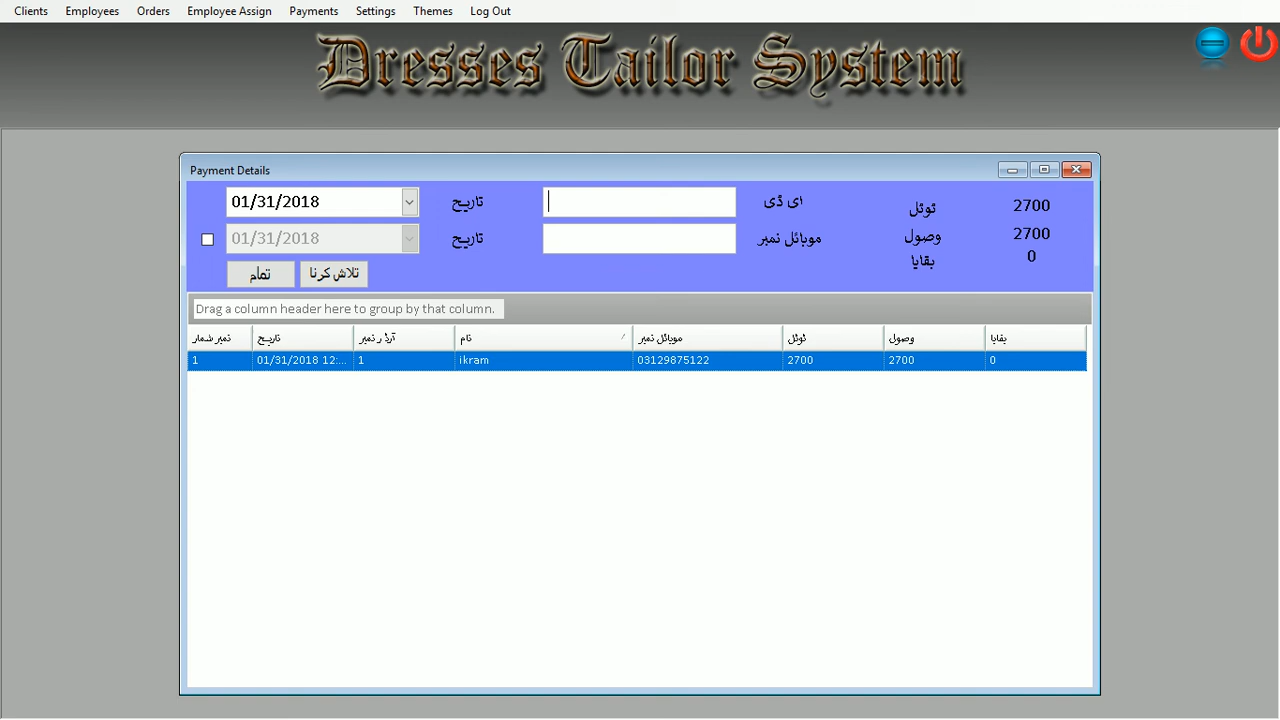 Clients Employees Orders Employee Assign Payments Settings Themes Log Out
Dresses Tailor System
Payment Details
01/31/2018 تاریح ای ڈی ٹوٹل 2700
01/31/2018 تاریح موبائل نمبر وصول 2700
بقایا 0
تمام تلاش کرنا
Drag a column header here to group by that column.
نمبر شمار تاریح آرڈر نمبر نام موبائل نمبر ٹوٹل وصول بقایا
1 01/31/2018 12:... 1 ikram 03129875122 2700 2700 0